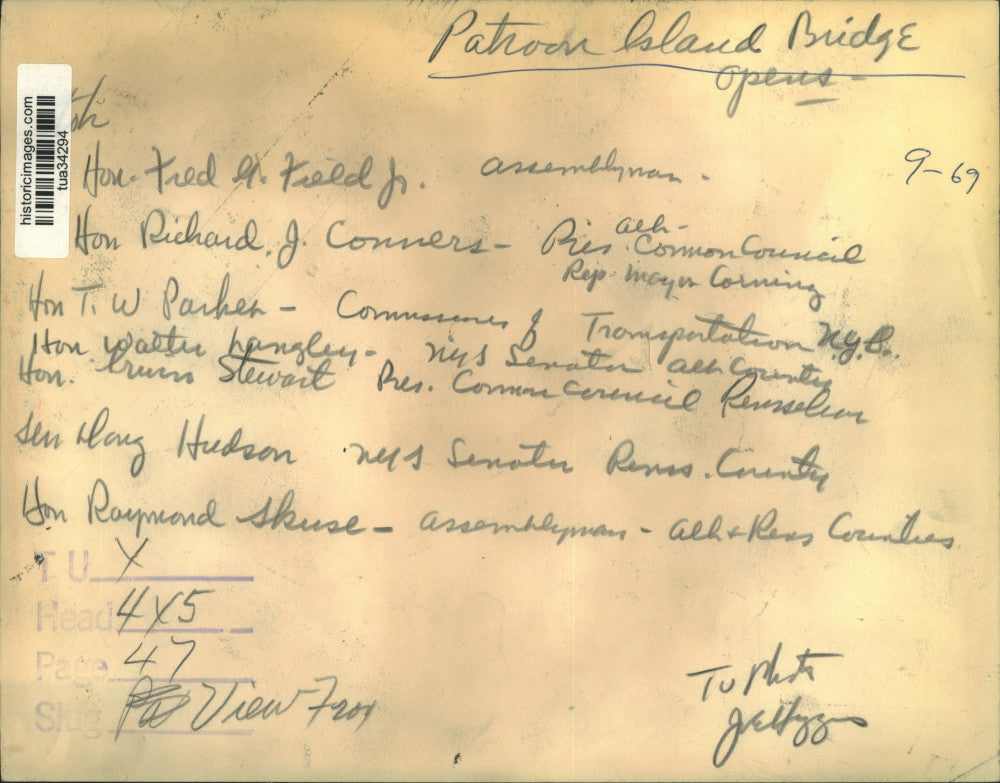 Patroon Island Bridge
opens -
historicimages.com
tua34294
9-69
Hon. Fred G. Field Jr. assemblyman -
Hon Richard J. Conners - Pres. alb- Common Council
Rep mayor Corning
Hon T. W Parker - Commissioner of Transportation N.Y.S.
Hon. Walter Langley - NYS Senator alb County
Hon. Stewart Pres. Common Council Rensselaer
Sen Doug Hudson NYS Senator Renss. County
Hon Raymond Skuse - assemblyman - alb & Rens Counties
T U X
Head 4X5
Page 47
Slug View From
TU Photo